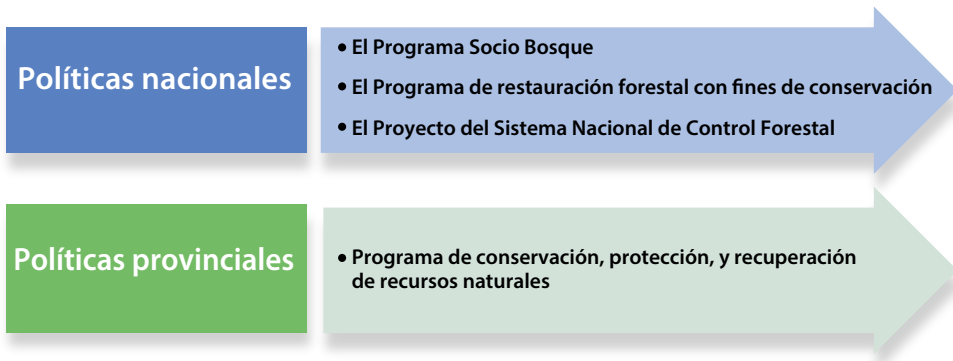 Políticas nacionales
• El Programa Socio Bosque
• El Programa de restauración forestal con fines de conservación
• El Proyecto del Sistema Nacional de Control Forestal
Políticas provinciales
• Programa de conservación, protección, y recuperación
de recursos naturales